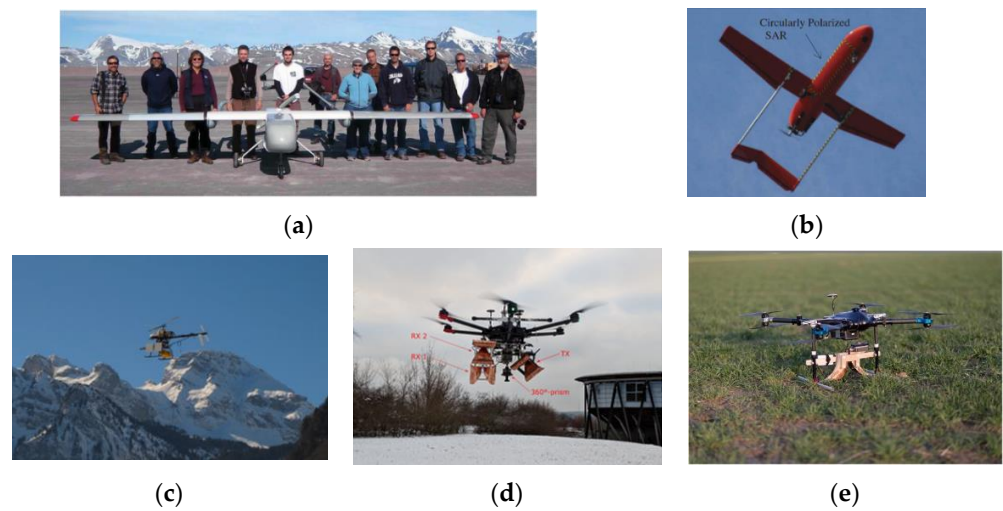 (a)
Circularly Polarized
SAR
(b)
(c)
RX 2
RX 1
TX
360°-prism
(d)
(e)